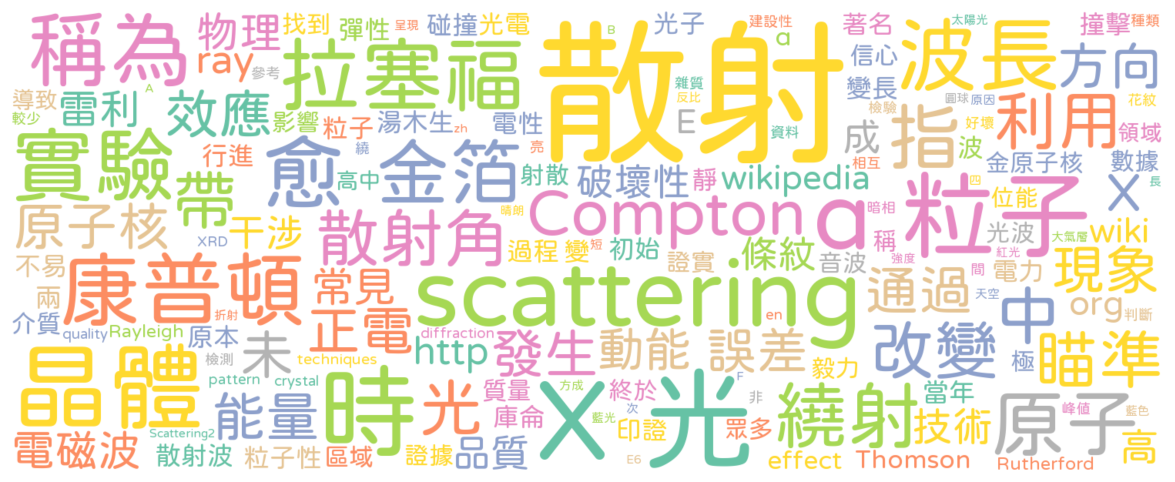 稱為
物理
找到
彈性
呈現
碰撞
光電
散射
B
光子
建設性
a
著名
波長
太陽光
撞擊
種類
ray
參考
拉塞福
信心
方向
A
導致
較少
雷利
效應
影響
粒子
湯木生
zh
電性
亮
雜質
反比
E
資料
變長
成
指
檢驗
圓球
原因
好壞
波
利用
花紋
領域
實驗
行進
愈
繞
高中
金箔
射散
破壞性
靜
wikipedia
相互
金原子核
數據
帶
原子核
干涉
XRD
散射角
晴朗
Compton
α
暗相
稱
粒子
四
位能
X
長
光波
大氣層
wiki
不易
兩
康普頓
常見
過程
變
短
初始
證實
條紋
音波
強度
紅光
間
電力
現象
介質
quality
Rayleigh
折射
原本
正電
scattering
en
通過
天空
中
org
判斷
晶體
檢測
未
techniques
diffraction
http
發生
動能
誤差
毅力
改變
極
瞄準
pattern
crystal
能量
時
光
質量
庫侖
終於
方成
藍光
次
X光
F
非
繞射
當年
技術
原子
峰值
藍色
高
電磁波
Scattering2
散射波
粒子性
區域
證據
品質
印證
E6
眾多
effect
Thomson
Rutherford